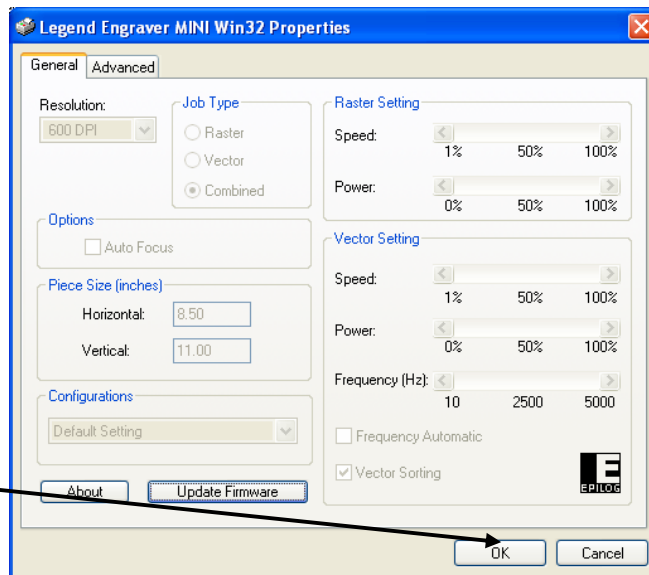 Legend Engraver MINI Win32 Properties
General Advanced
Resolution:
600 DPI
Job Type
Raster
Vector
Combined
Options
Auto Focus
Piece Size (inches)
Horizontal: 8.50
Vertical: 11.00
Configurations
Default Setting
About Update Firmware
Raster Setting
Speed:
1% 50% 100%
Power:
0% 50% 100%
Vector Setting
Speed:
1% 50% 100%
Power:
0% 50% 100%
Frequency (Hz):
10 2500 5000
Frequency Automatic
Vector Sorting
EPILOG
OK Cancel